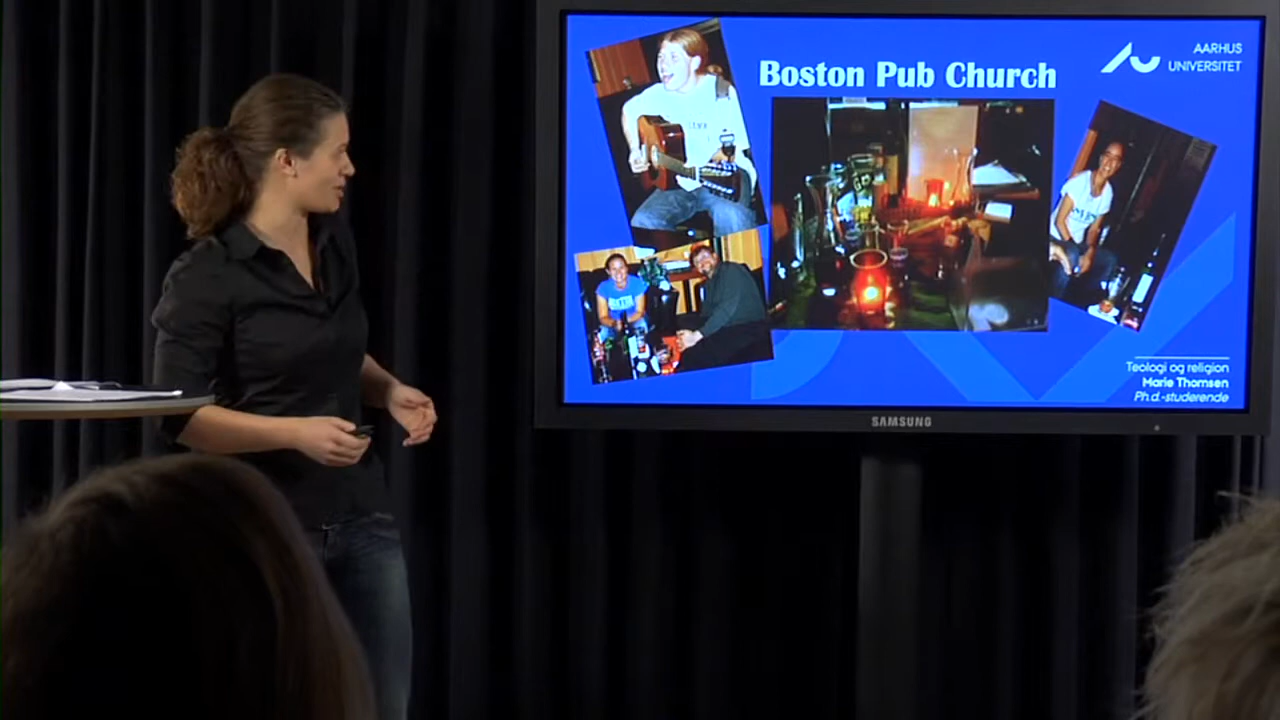 Boston Pub Church
AARHUS
UNIVERSITET
Teologi og religion
Marie Thomsen
Ph.d.-studerende
SAMSUNG